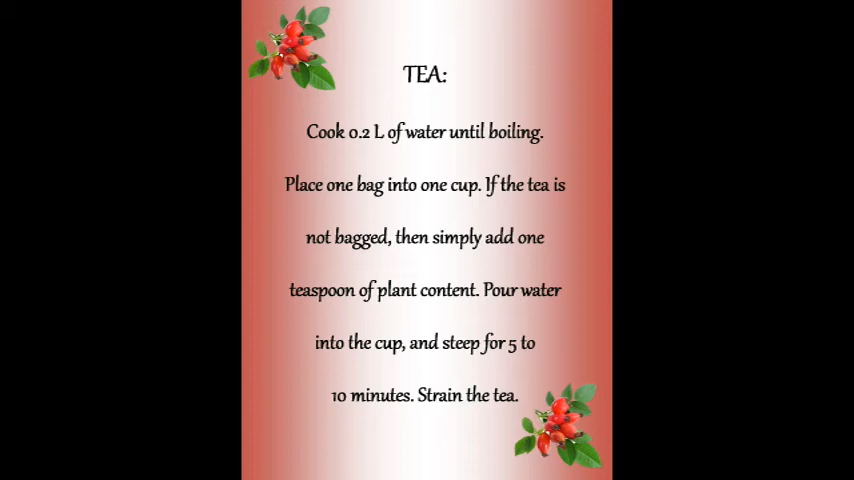 TEA:
Cook 0.2 L of water until boiling.
Place one bag into one cup. If the tea is
not bagged, then simply add one
teaspoon of plant content. Pour water
into the cup, and steep for 5 to
10 minutes. Strain the tea.